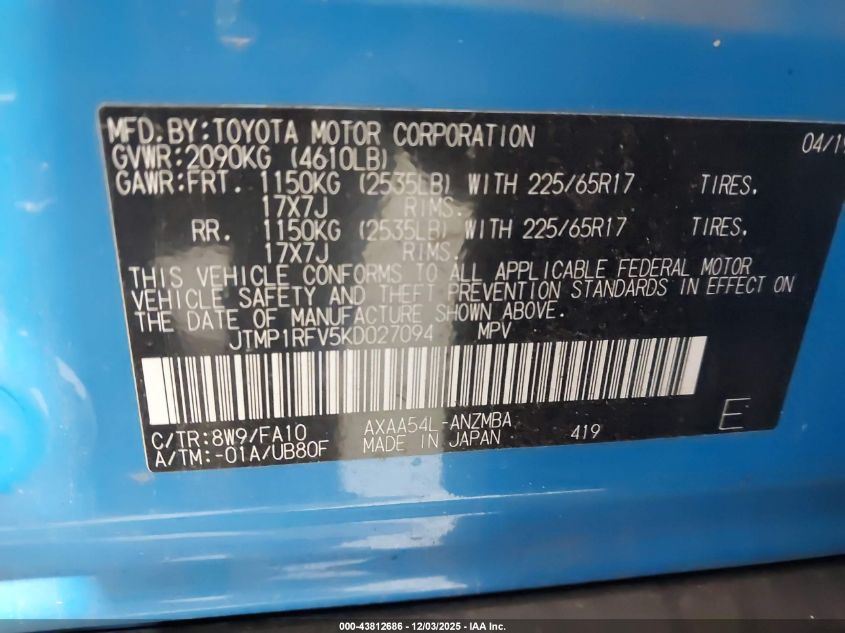 MFD. BY: TOYOTA MOTOR CORPORATION 04/19
GVWR: 2090KG (4610LB)
GAWR: FRT. 1150KG (2535LB) WITH 225/65R17 TIRES.
17X7J RIMS.
RR. 1150KG (2535LB) WITH 225/65R17 TIRES.
17X7J RIMS.
THIS VEHICLE CONFORMS TO ALL APPLICABLE FEDERAL MOTOR
VEHICLE SAFETY AND THEFT PREVENTION STANDARDS IN EFFECT ON
THE DATE OF MANUFACTURE SHOWN ABOVE.
JTMP1RFV5KD027094 MPV
C/TR: 8W9/FA10 AXAA54L-ANZMBA
A/TM: -01A/UB80F MADE IN JAPAN 419 E
000-43812686 - 12/03/2025 - IAA Inc.